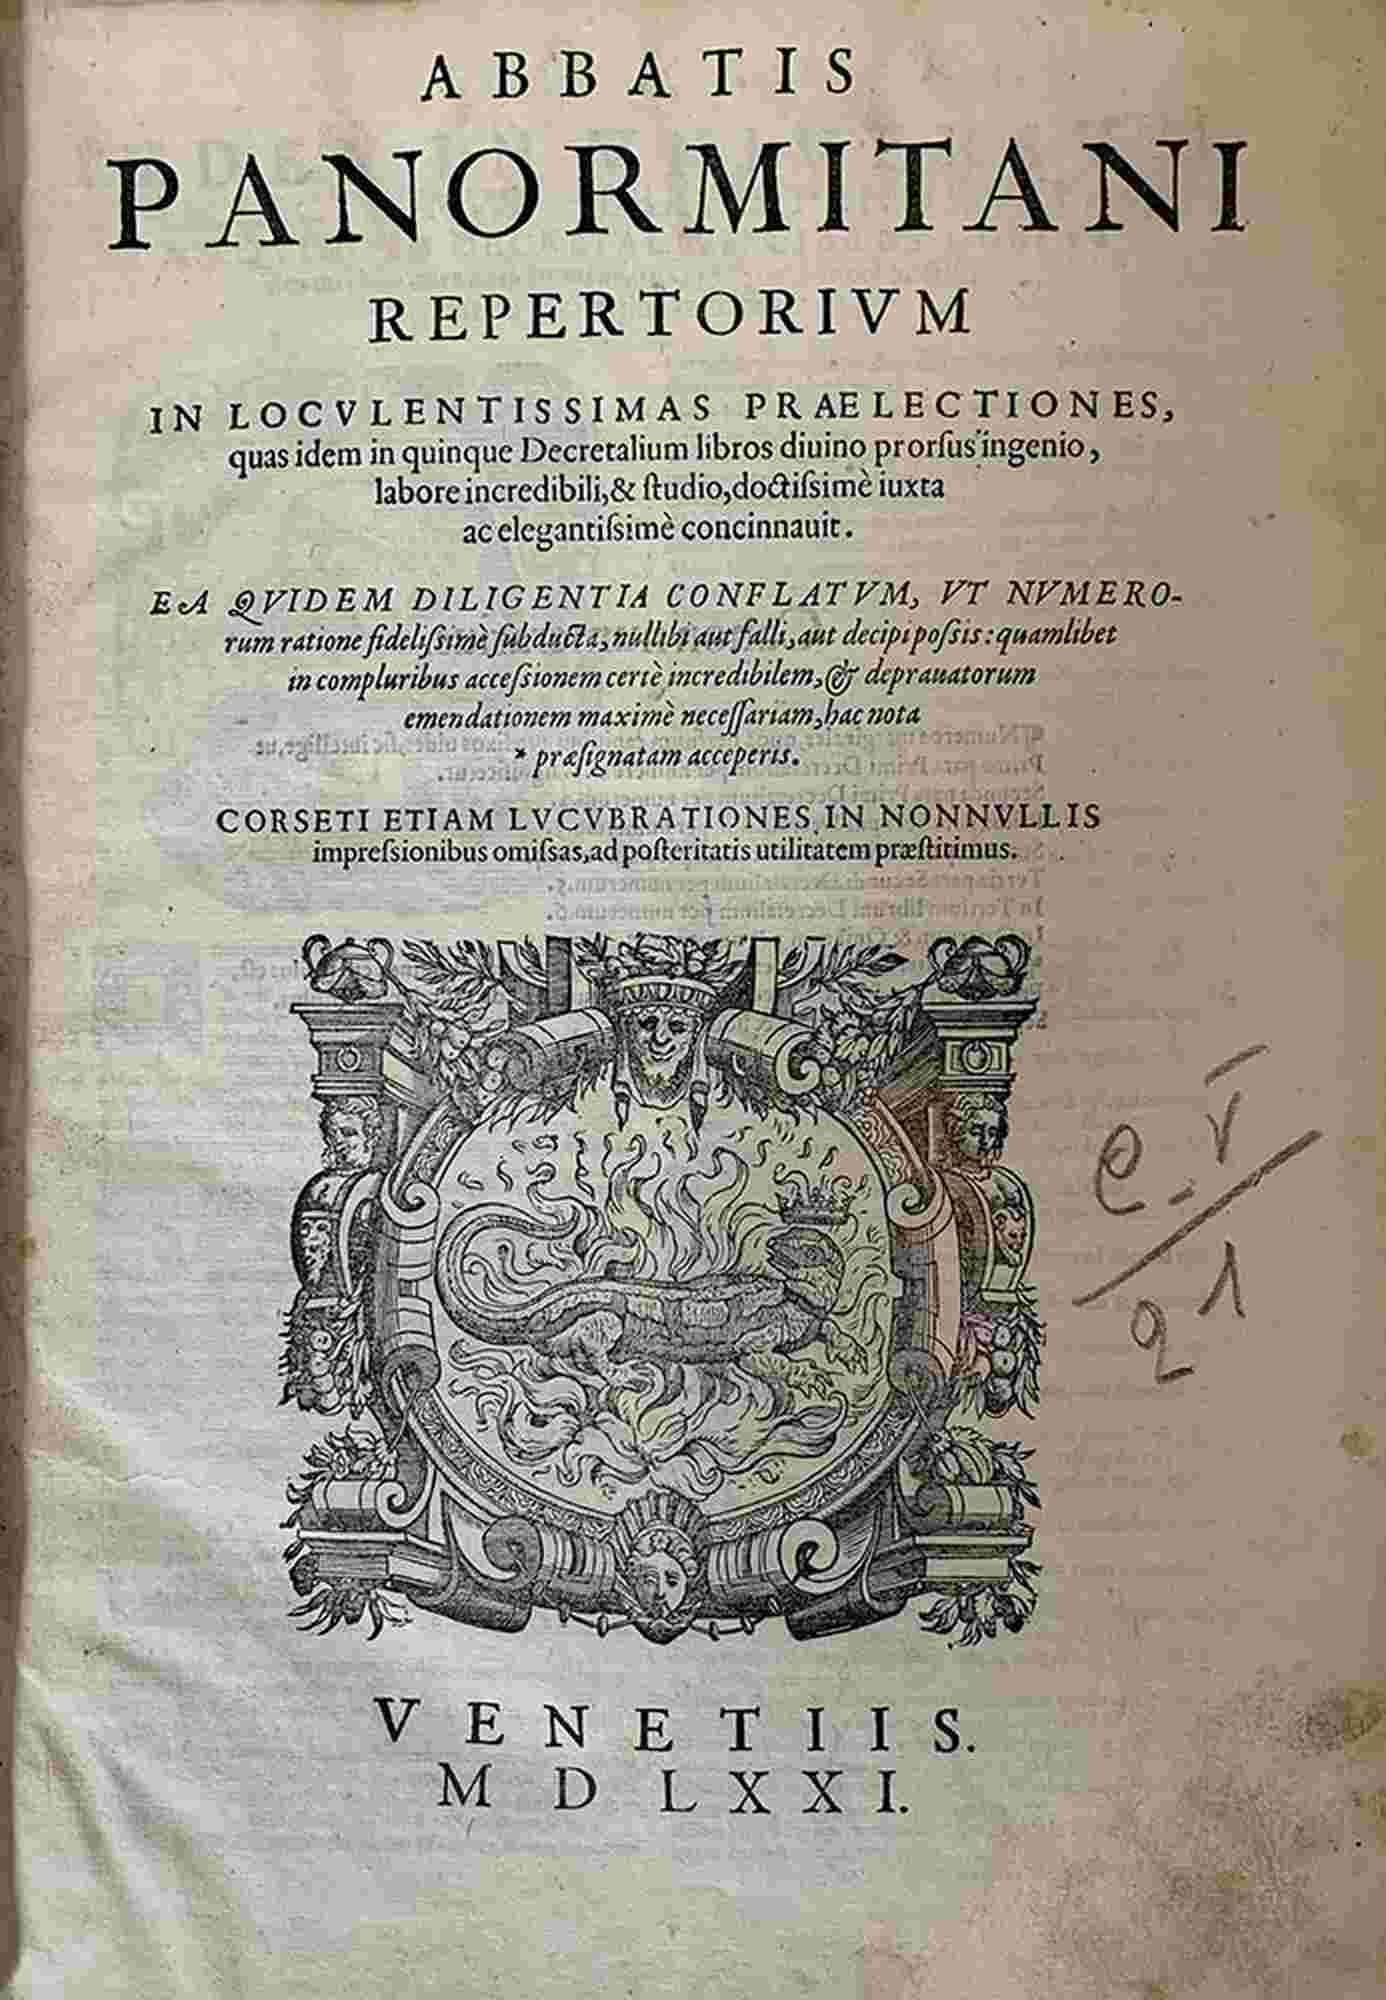 ABBATIS
PANORMITANI
REPERTORIVM
IN LOCVLENTISSIMAS PRAELECTIONES,
quas idem in quinque Decretalium libros diuino prorſus ingenio,
labore incredibili, & ſtudio, doctiſsimè iuxta
ac elegantiſsimè concinnauit.
EA QVIDEM DILIGENTIA CONFLATVM, VT NVMERO-
rum ratione fideliſsimè ſubducta, nullibi aut falli, aut decipi poſsis: quamlibet
in compluribus acceſsionem certè incredibilem, & deprauatorum
emendationem maximè neceſſariam, hac nota
* præſignatam acceperis.
CORSETI ETIAM LVCVBRATIONES, IN NONNVLLIS
impreſsionibus omiſsas, ad poſteritatis utilitatem præſtitimus.
e-v
21
VENETIIS.
MDLXXI.